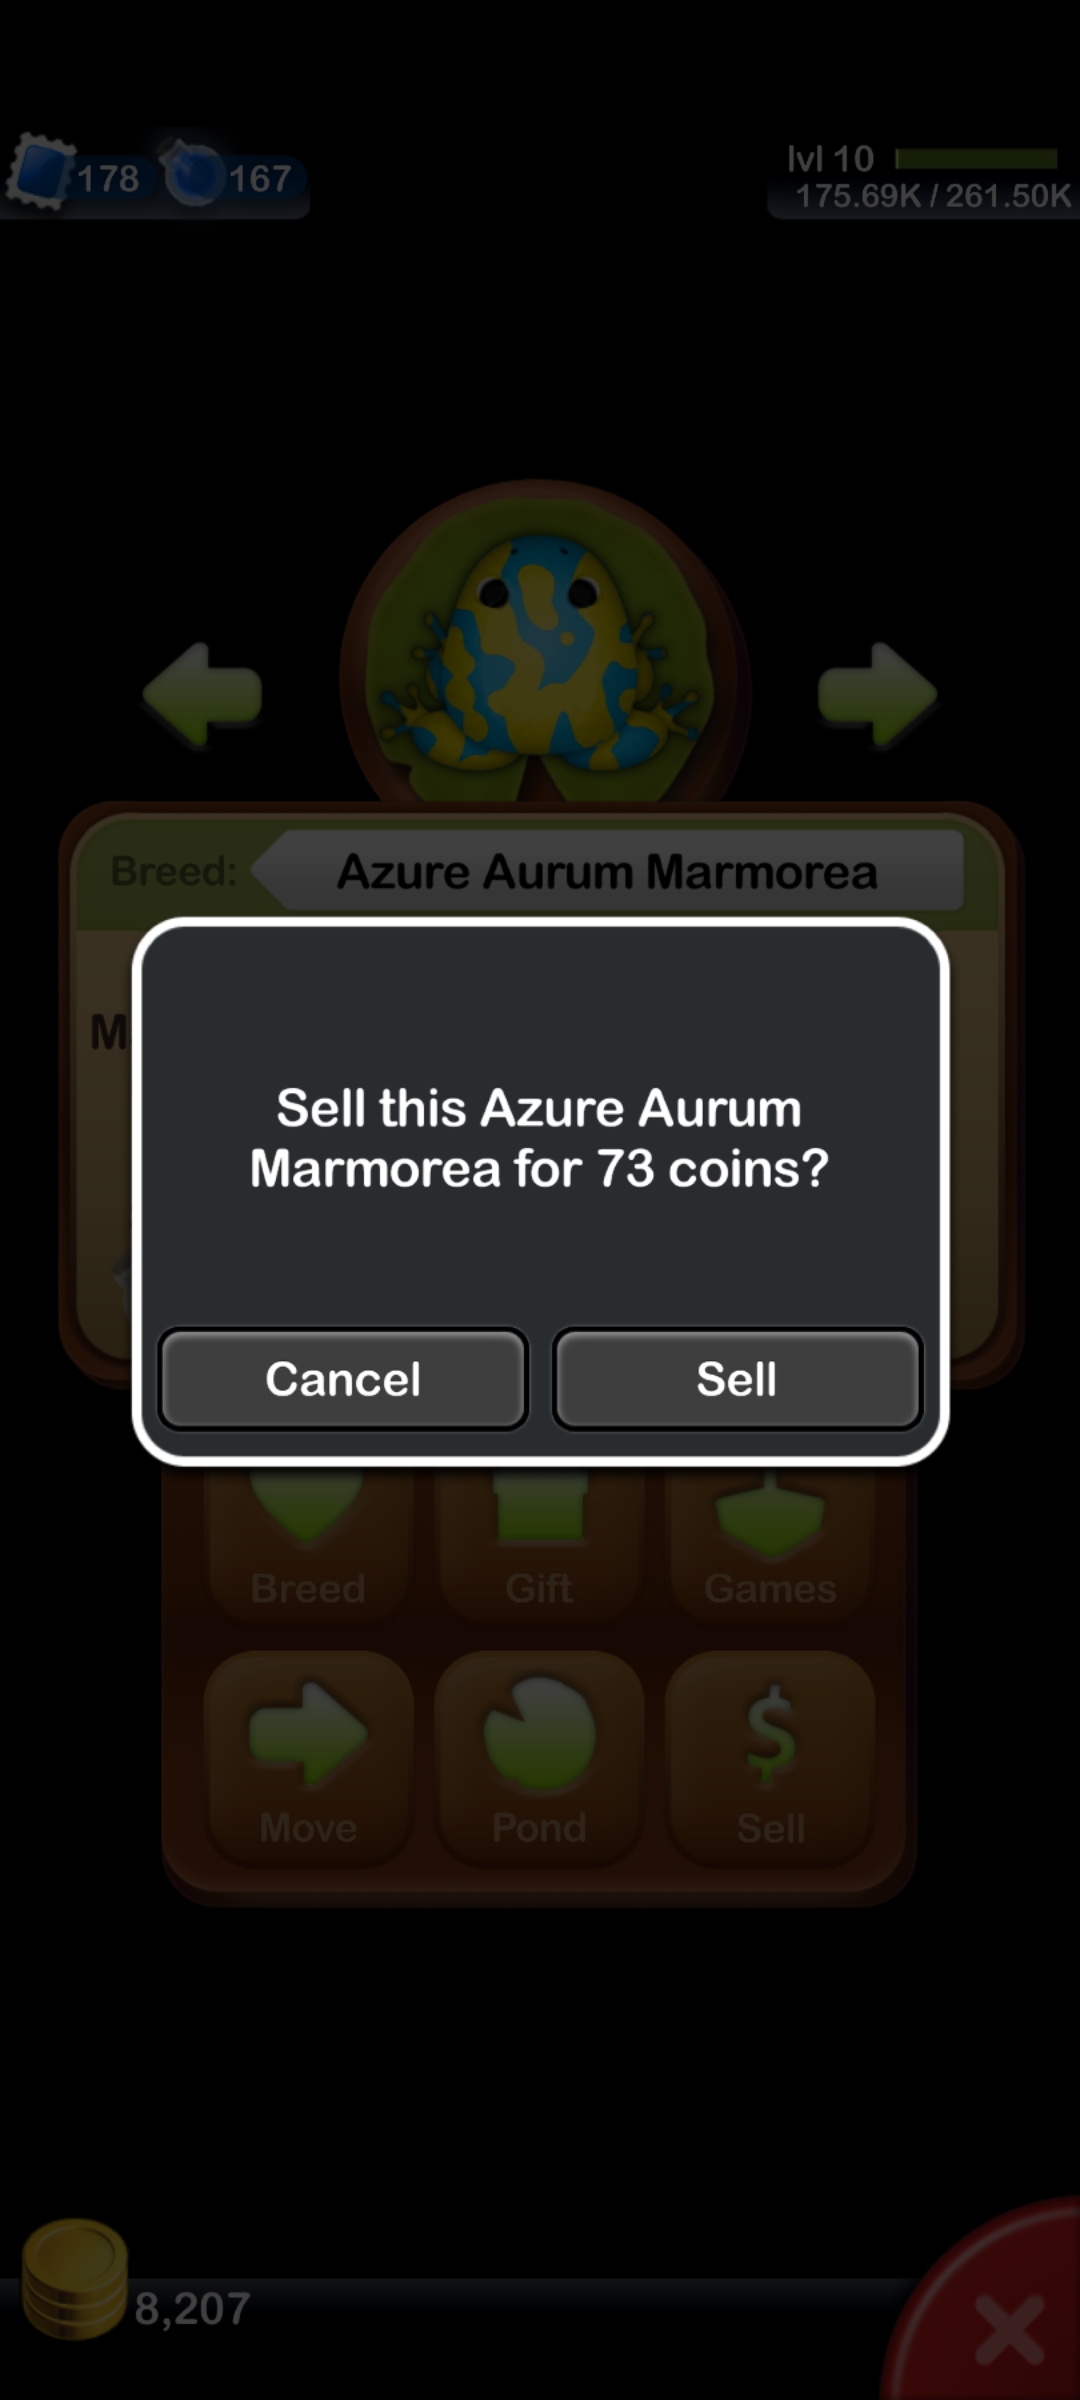 178 167
lvl 10
175.69K / 261.50K
Breed: Azure Aurum Marmorea
M
Sell this Azure Aurum
Marmorea for 73 coins?
Cancel Sell
Breed Gift Games
Move Pond Sell
8,207